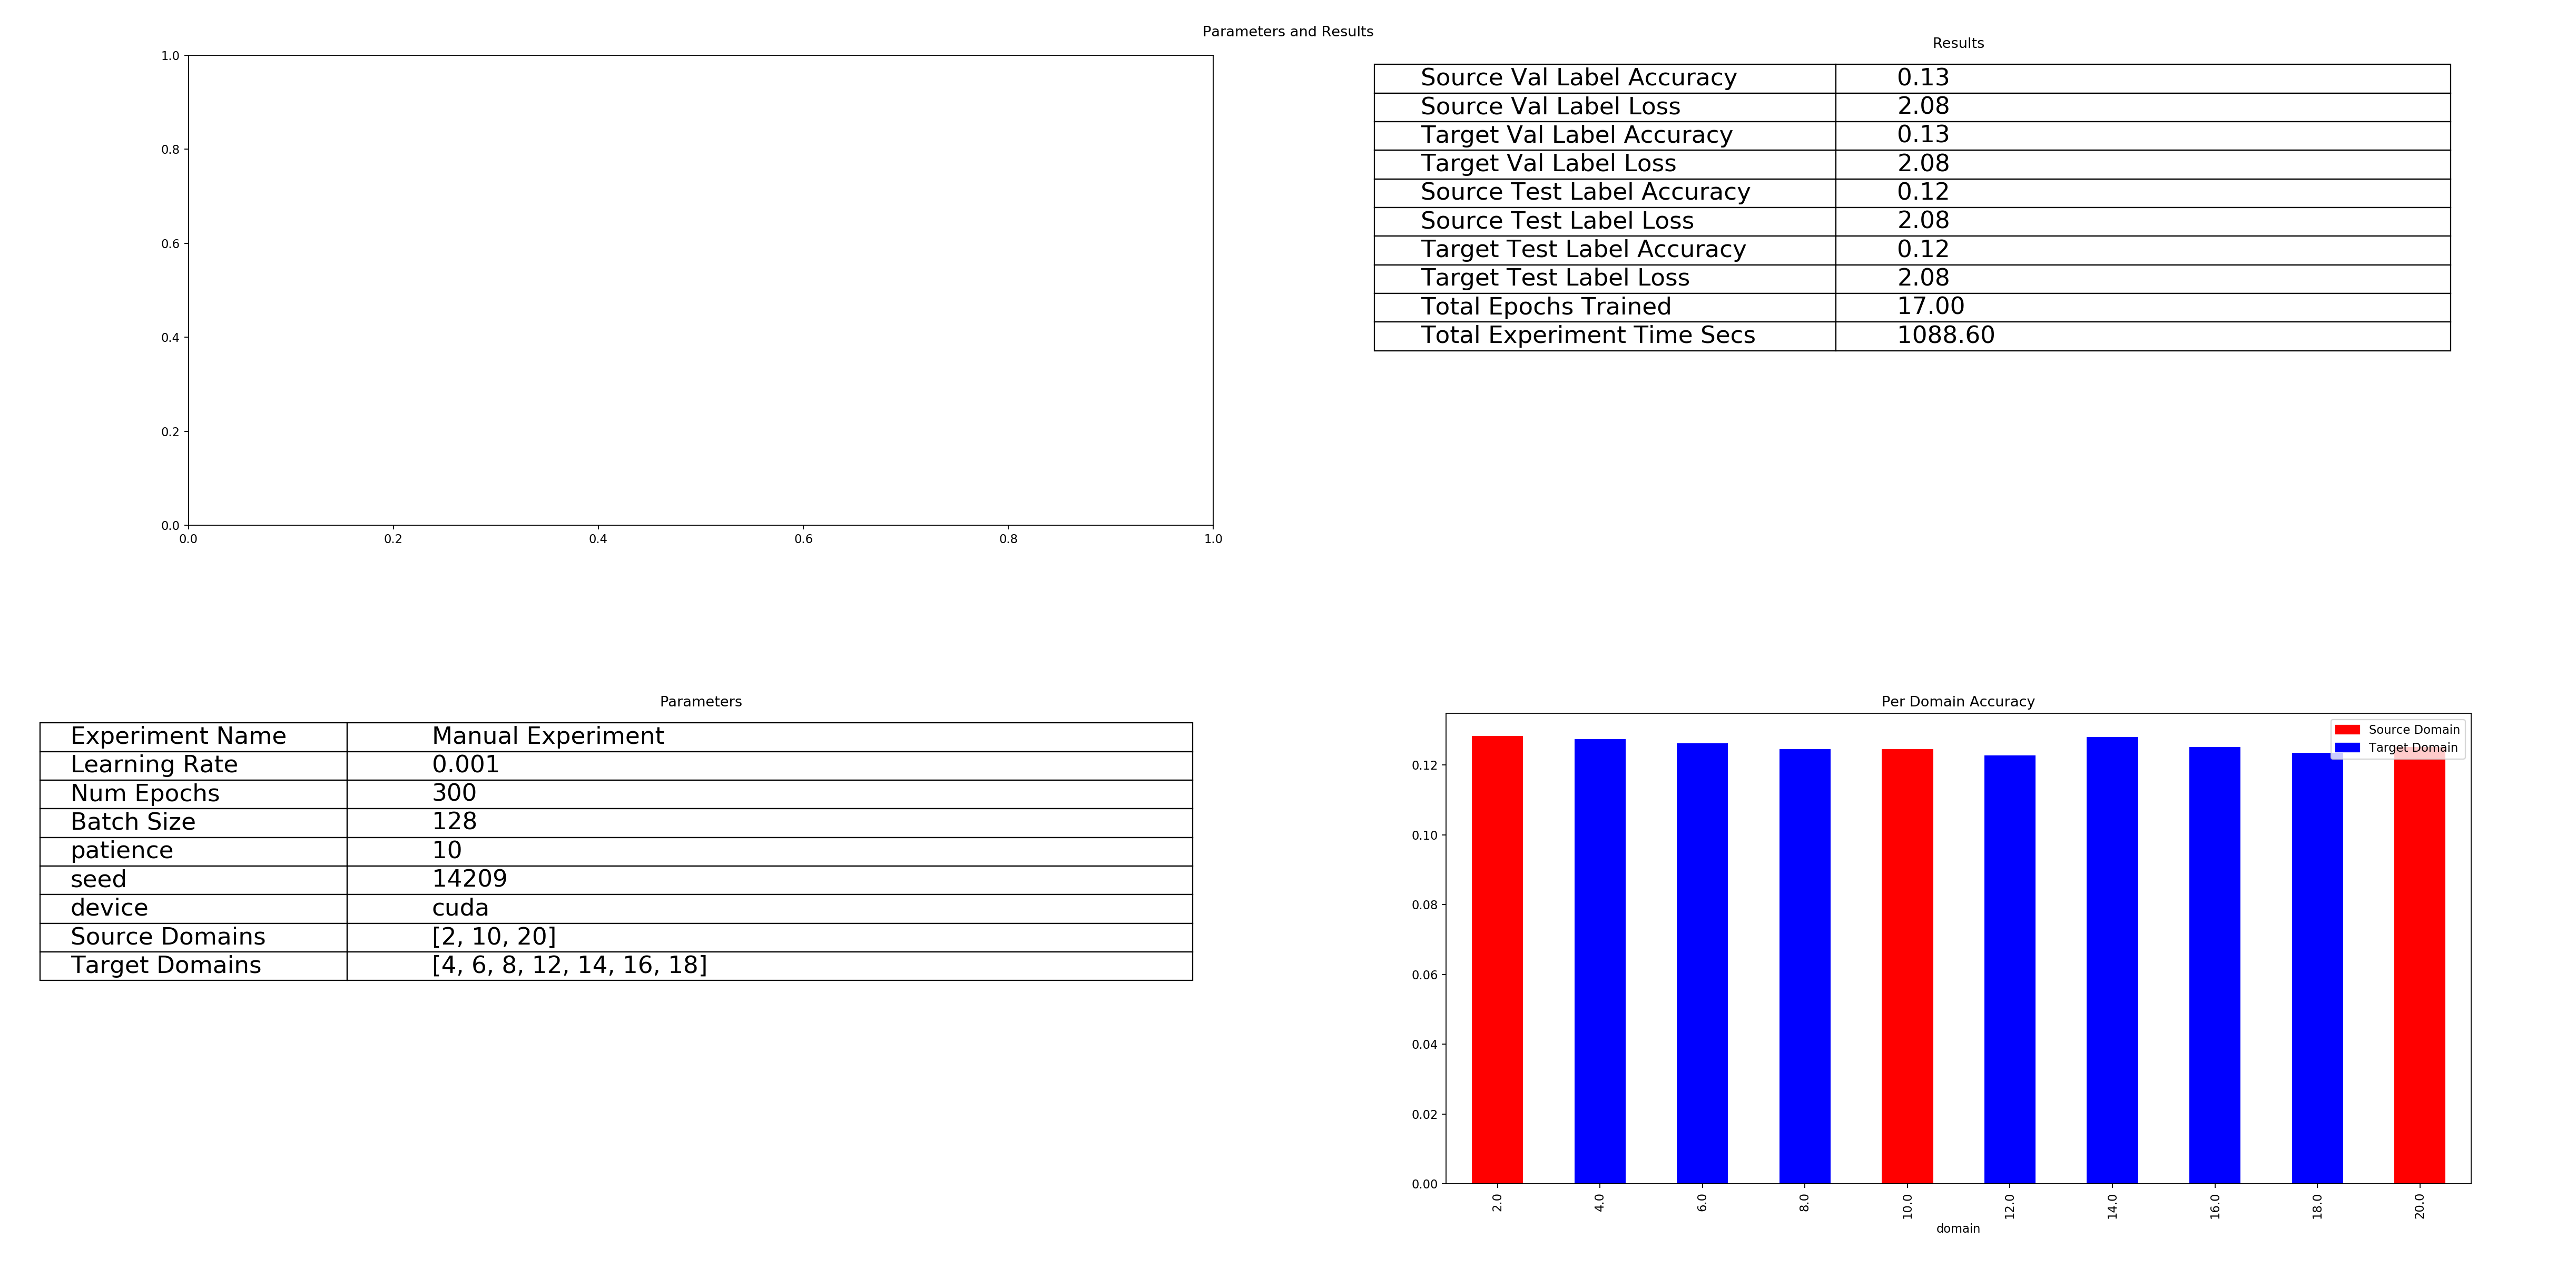 Parameters and Results
1.0
0.8
0.6
0.4
0.2
0.0
0.0 0.2 0.4 0.6 0.8 1.0
Results
Source Val Label Accuracy 0.13
Source Val Label Loss 2.08
Target Val Label Accuracy 0.13
Target Val Label Loss 2.08
Source Test Label Accuracy 0.12
Source Test Label Loss 2.08
Target Test Label Accuracy 0.12
Target Test Label Loss 2.08
Total Epochs Trained 17.00
Total Experiment Time Secs 1088.60
Parameters
Experiment Name Manual Experiment
Learning Rate 0.001
Num Epochs 300
Batch Size 128
patience 10
seed 14209
device cuda
Source Domains [2, 10, 20]
Target Domains [4, 6, 8, 12, 14, 16, 18]
Per Domain Accuracy
Source Domain
Target Domain
0.12
0.10
0.08
0.06
0.04
0.02
0.00
2.0 4.0 6.0 8.0 10.0 12.0 14.0 16.0 18.0 20.0
domain